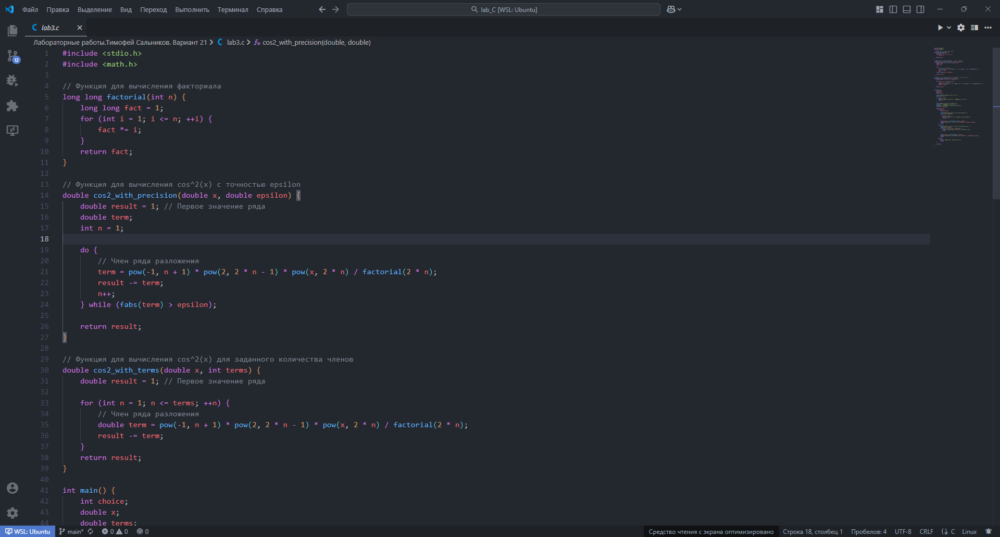 Файл Правка Выделение Вид Переход Выполнить Терминал Справка lab_C [WSL: Ubuntu]
lab3.c
Лабораторные работы.Тимофей Сальников. Вариант 21 > lab3.c > cos2_with_precision(double, double)
1 #include <stdio.h>
2 #include <math.h>
3
4 // Функция для вычисления факториала
5 long long factorial(int n) {
6     long long fact = 1;
7     for (int i = 1; i <= n; ++i) {
8         fact *= i;
9     }
10     return fact;
11 }
12
13 // Функция для вычисления cos^2(x) с точностью epsilon
14 double cos2_with_precision(double x, double epsilon) {
15     double result = 1; // Первое значение ряда
16     double term;
17     int n = 1;
18
19     do {
20         // Член ряда разложения
21         term = pow(-1, n + 1) * pow(2, 2 * n - 1) * pow(x, 2 * n) / factorial(2 * n);
22         result -= term;
23         n++;
24     } while (fabs(term) > epsilon);
25
26     return result;
27 }
28
29 // Функция для вычисления cos^2(x) для заданного количества членов
30 double cos2_with_terms(double x, int terms) {
31     double result = 1; // Первое значение ряда
32
33     for (int n = 1; n <= terms; ++n) {
34         // Член ряда разложения
35         double term = pow(-1, n + 1) * pow(2, 2 * n - 1) * pow(x, 2 * n) / factorial(2 * n);
36         result -= term;
37     }
38     return result;
39 }
40
41 int main() {
42     int choice;
43     double x;
44     double terms;
12
WSL: Ubuntu main* 0 0 0 Средство чтения с экрана оптимизировано Строка 18, столбец 1 Пробелов: 4 UTF-8 CRLF {} C Linux